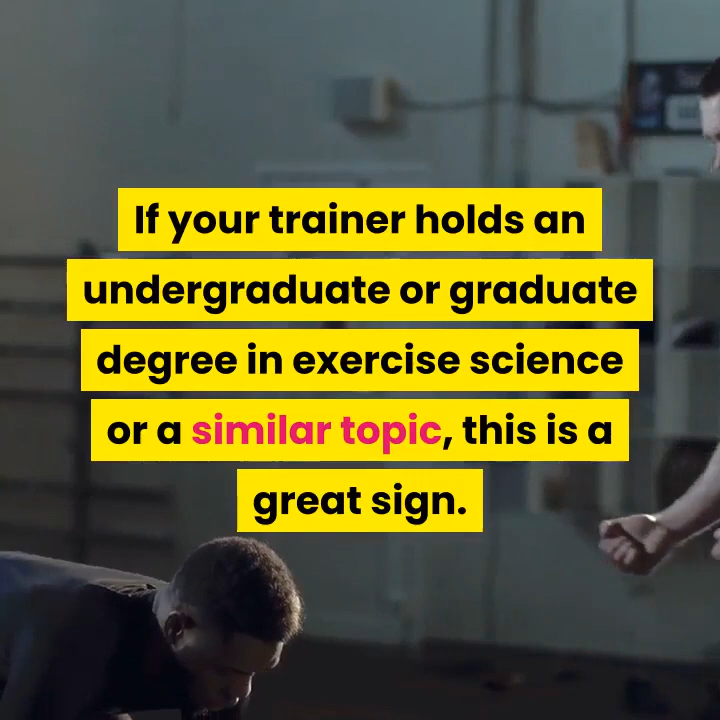 If your trainer holds an
undergraduate or graduate
degree in exercise science
or a similar topic, this is a
great sign.